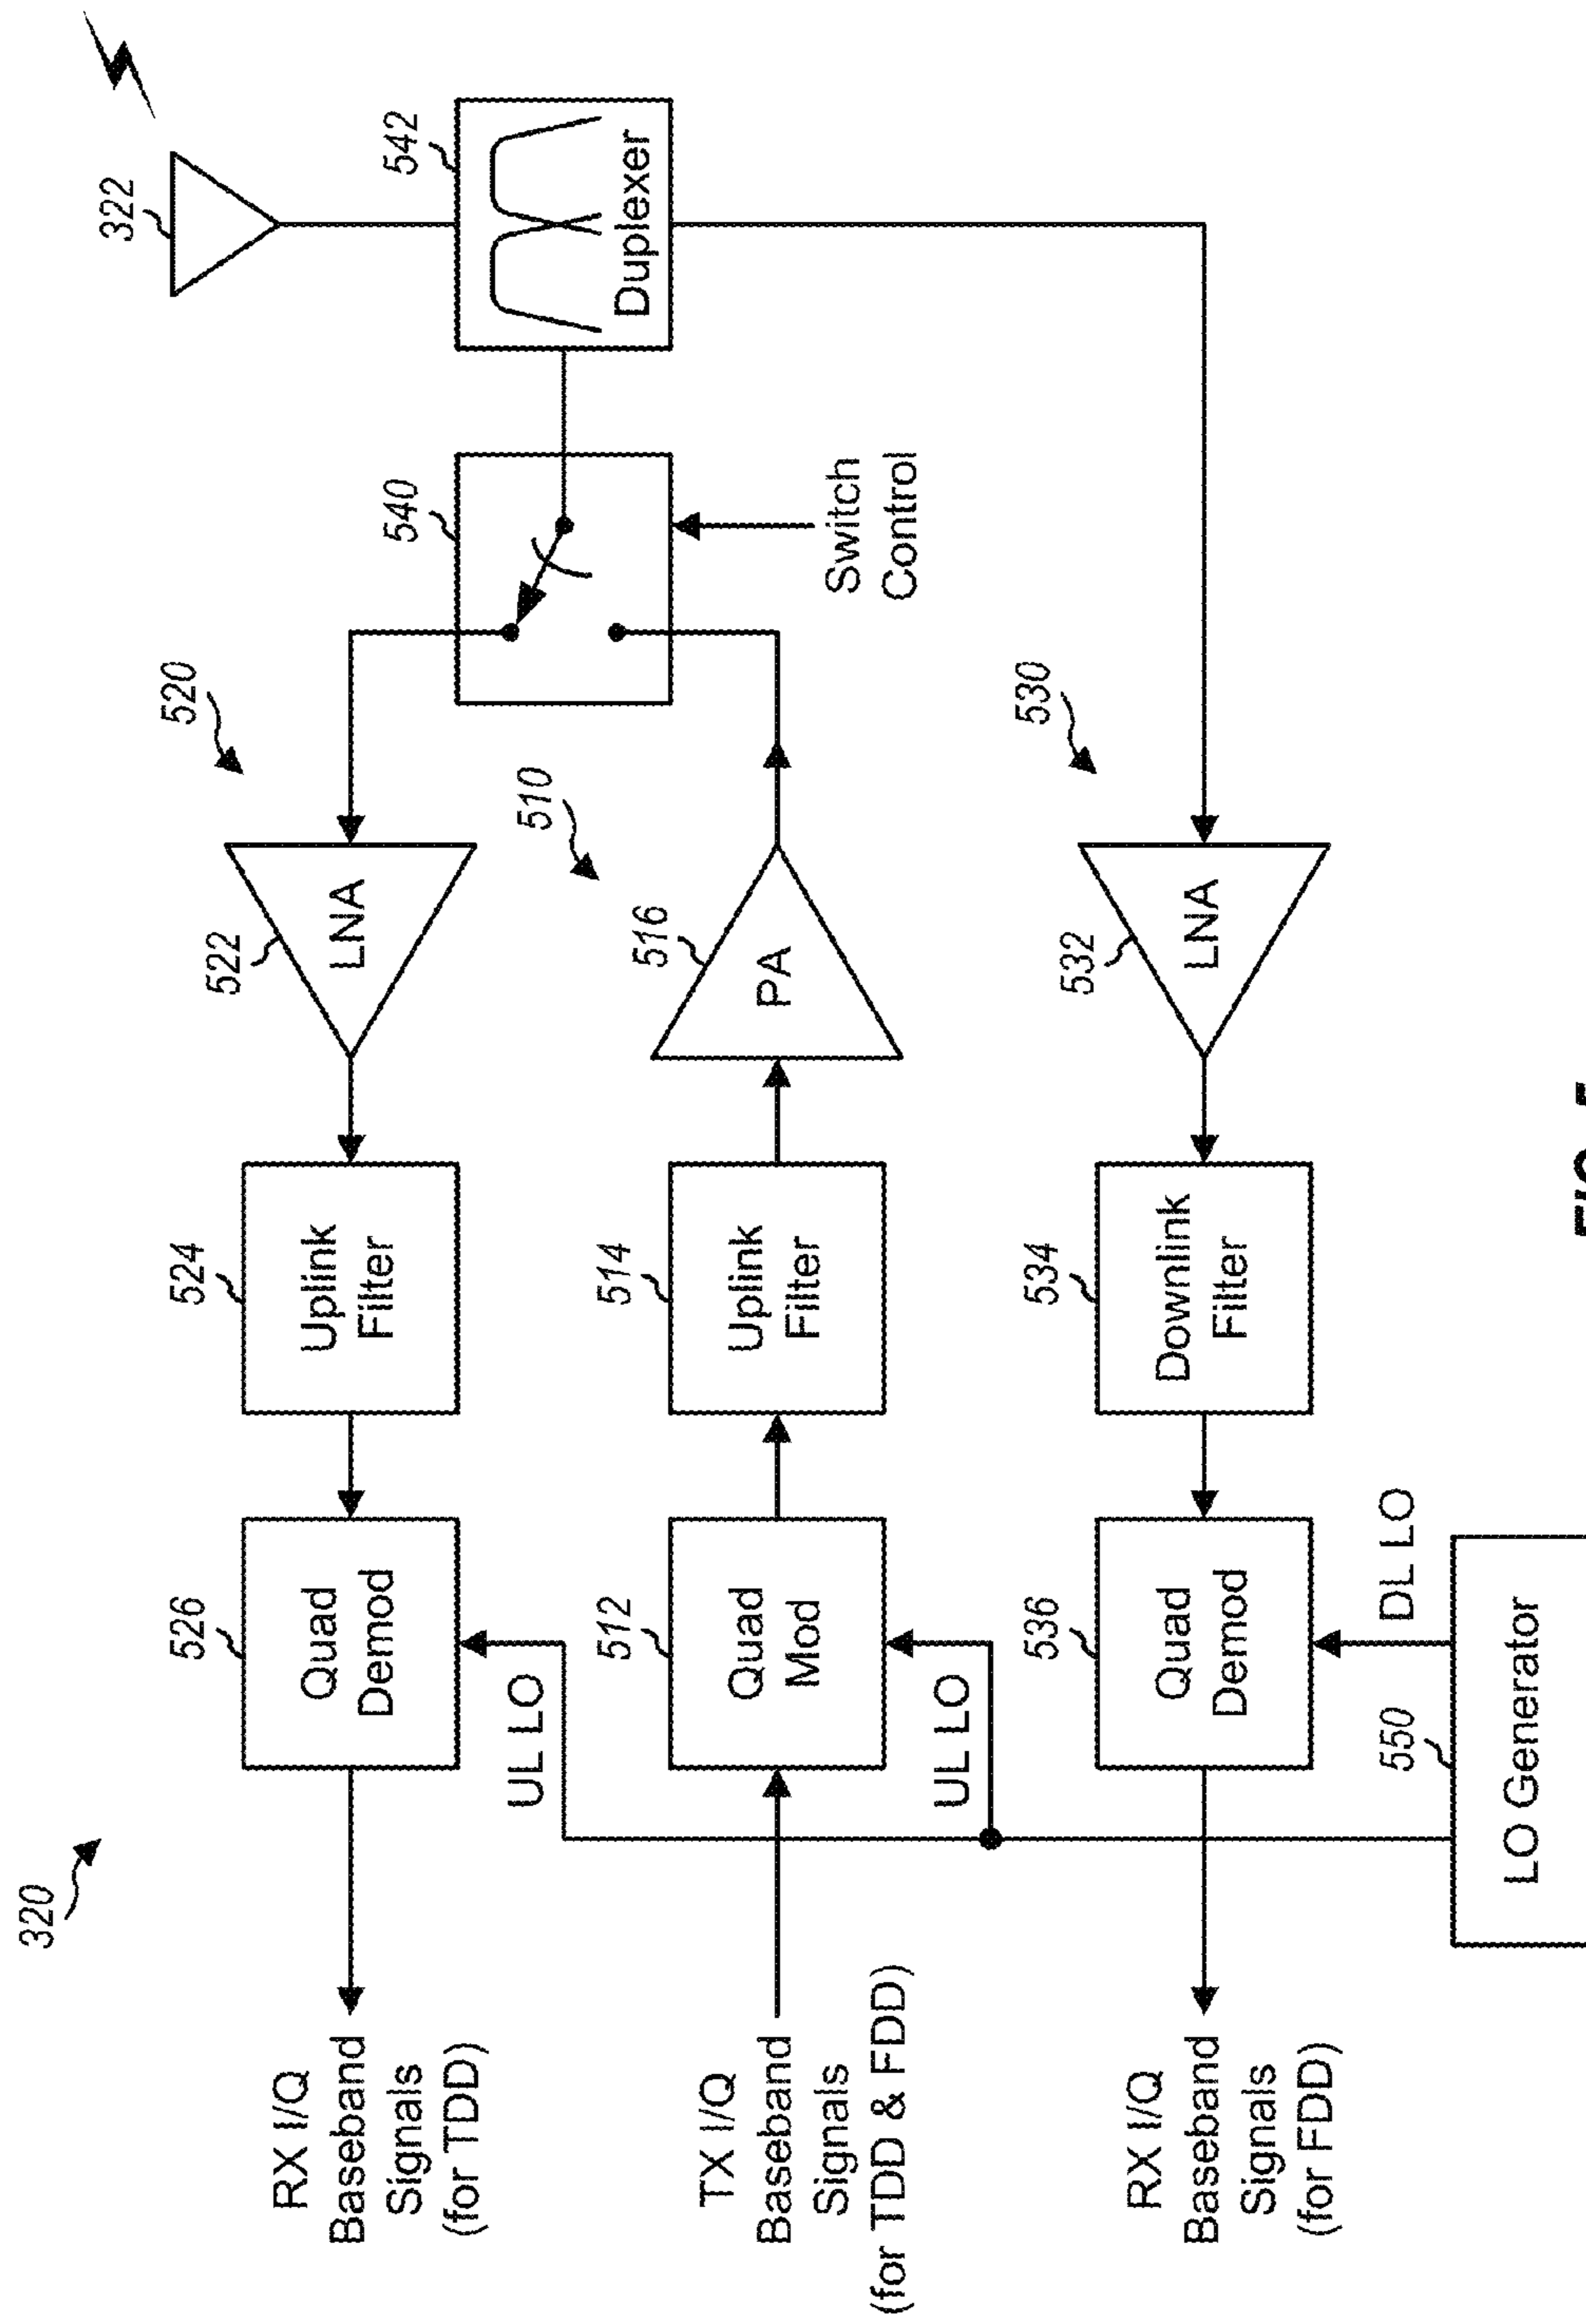 320
322
RX I/Q
Baseband
Signals
(for TDD)
526
Quad
Demod
524
Uplink
Filter
522
LNA
520
540
542
Duplexer
UL LO
510
Switch
Control
TX I/Q
Baseband
Signals
(for TDD & FDD)
512
Quad
Mod
514
Uplink
Filter
516
PA
UL LO
530
RX I/Q
Baseband
Signals
(for FDD)
536
Quad
Demod
534
Downlink
Filter
532
LNA
DL LO
550
LO Generator